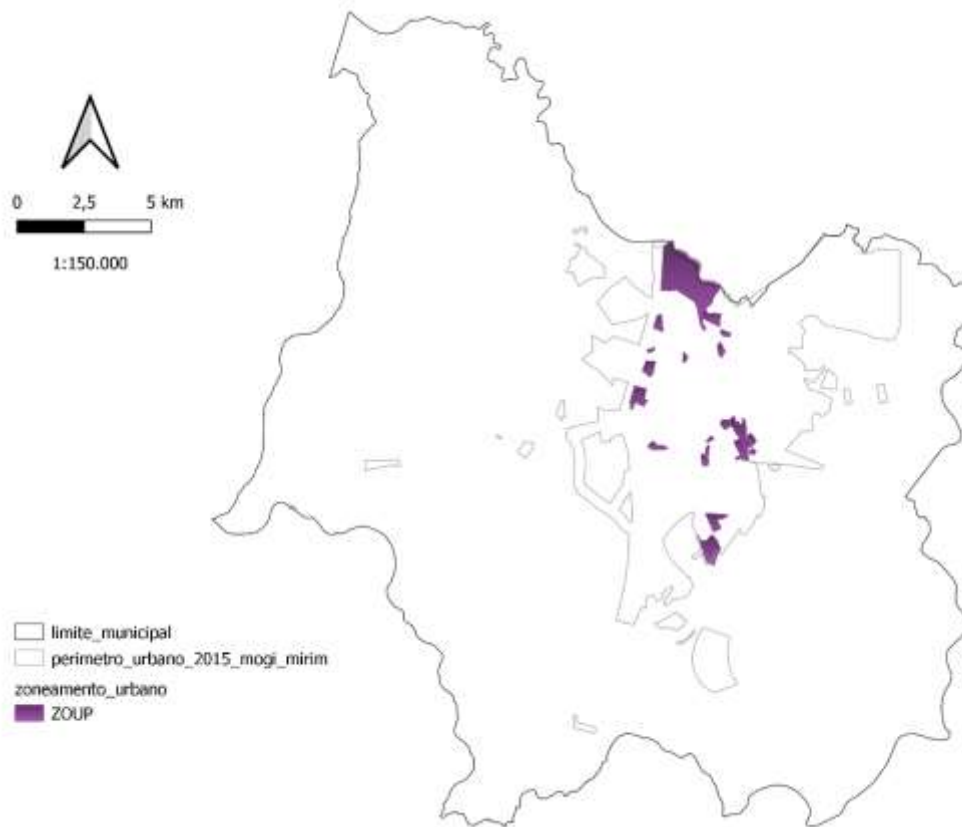 0 2,5 5 km
1:150.000
limite_municipal
perimetro_urbano_2015_mogi_mirim
zoneamento_urbano
ZOUP